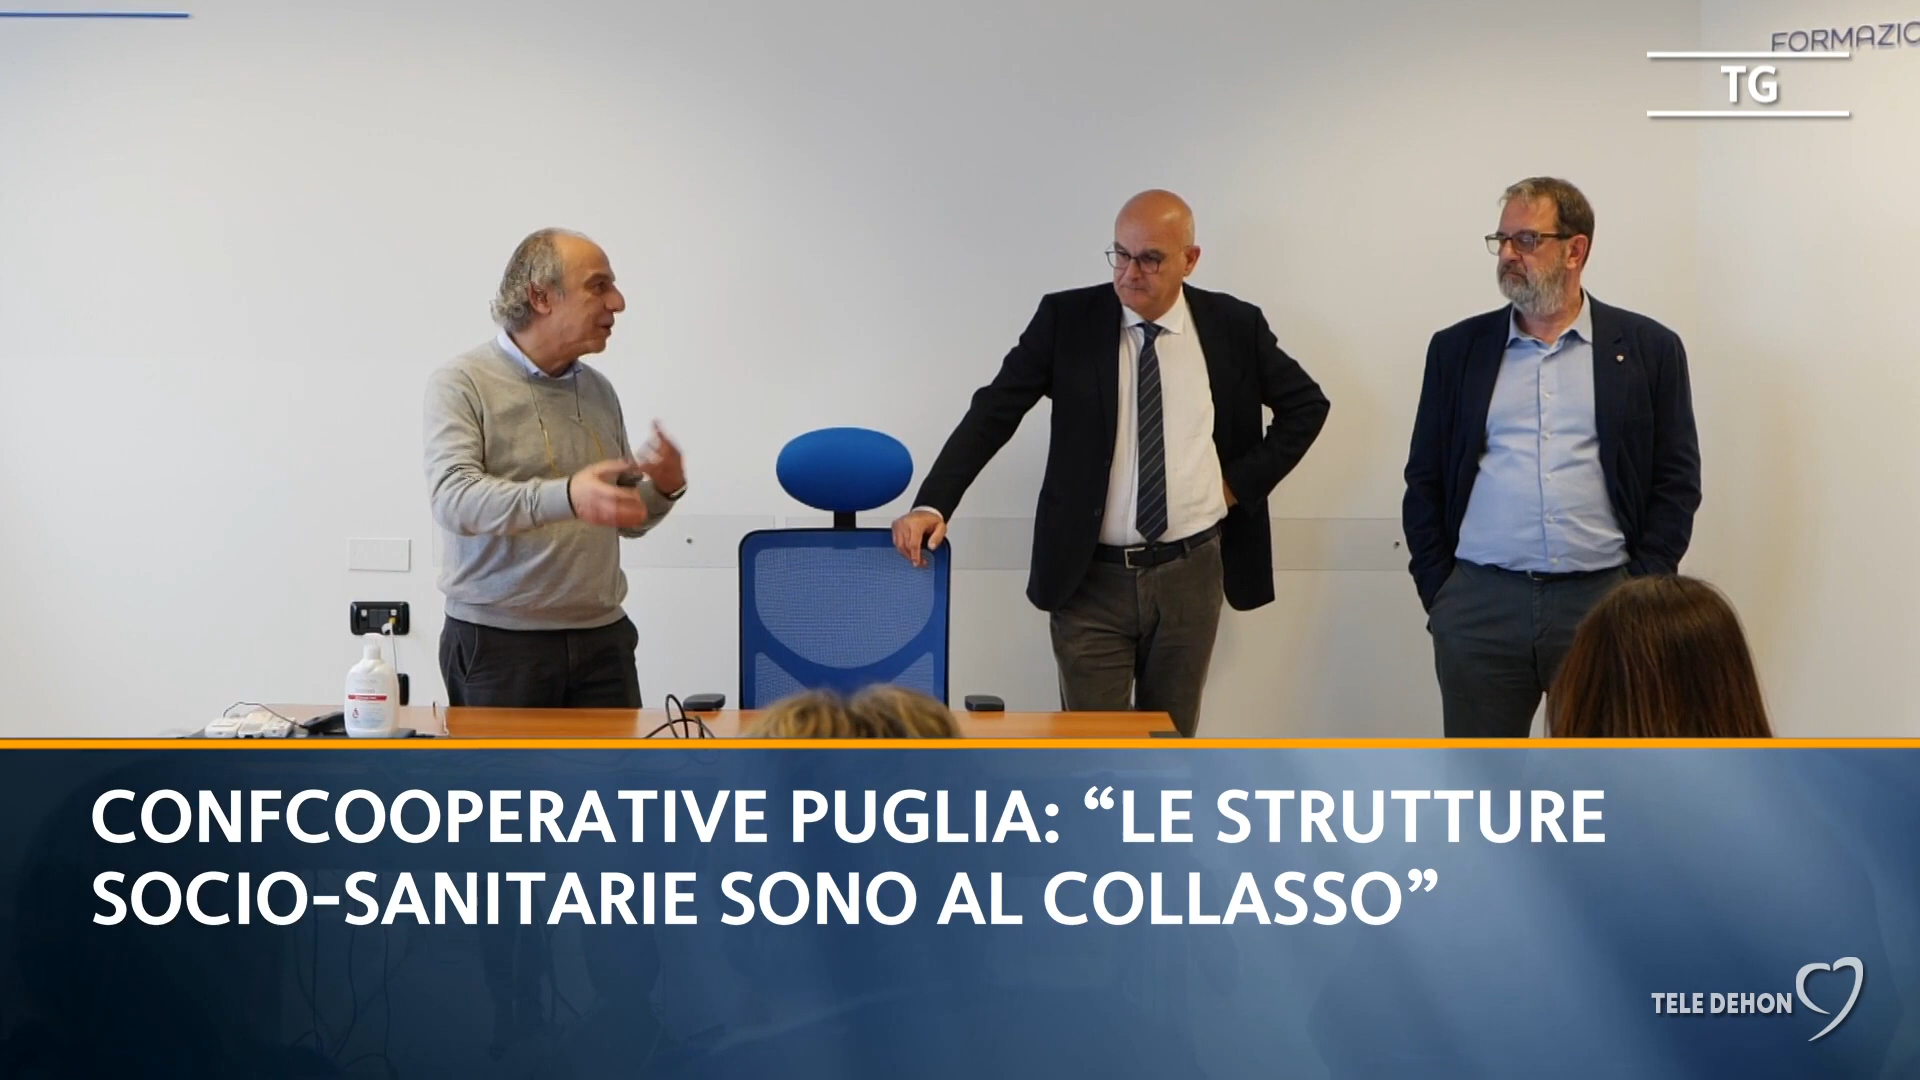 FORMAZIO
TG
CONFCOOPERATIVE PUGLIA: “LE STRUTTURE
SOCIO-SANITARIE SONO AL COLLASSO”
TELE DEHON